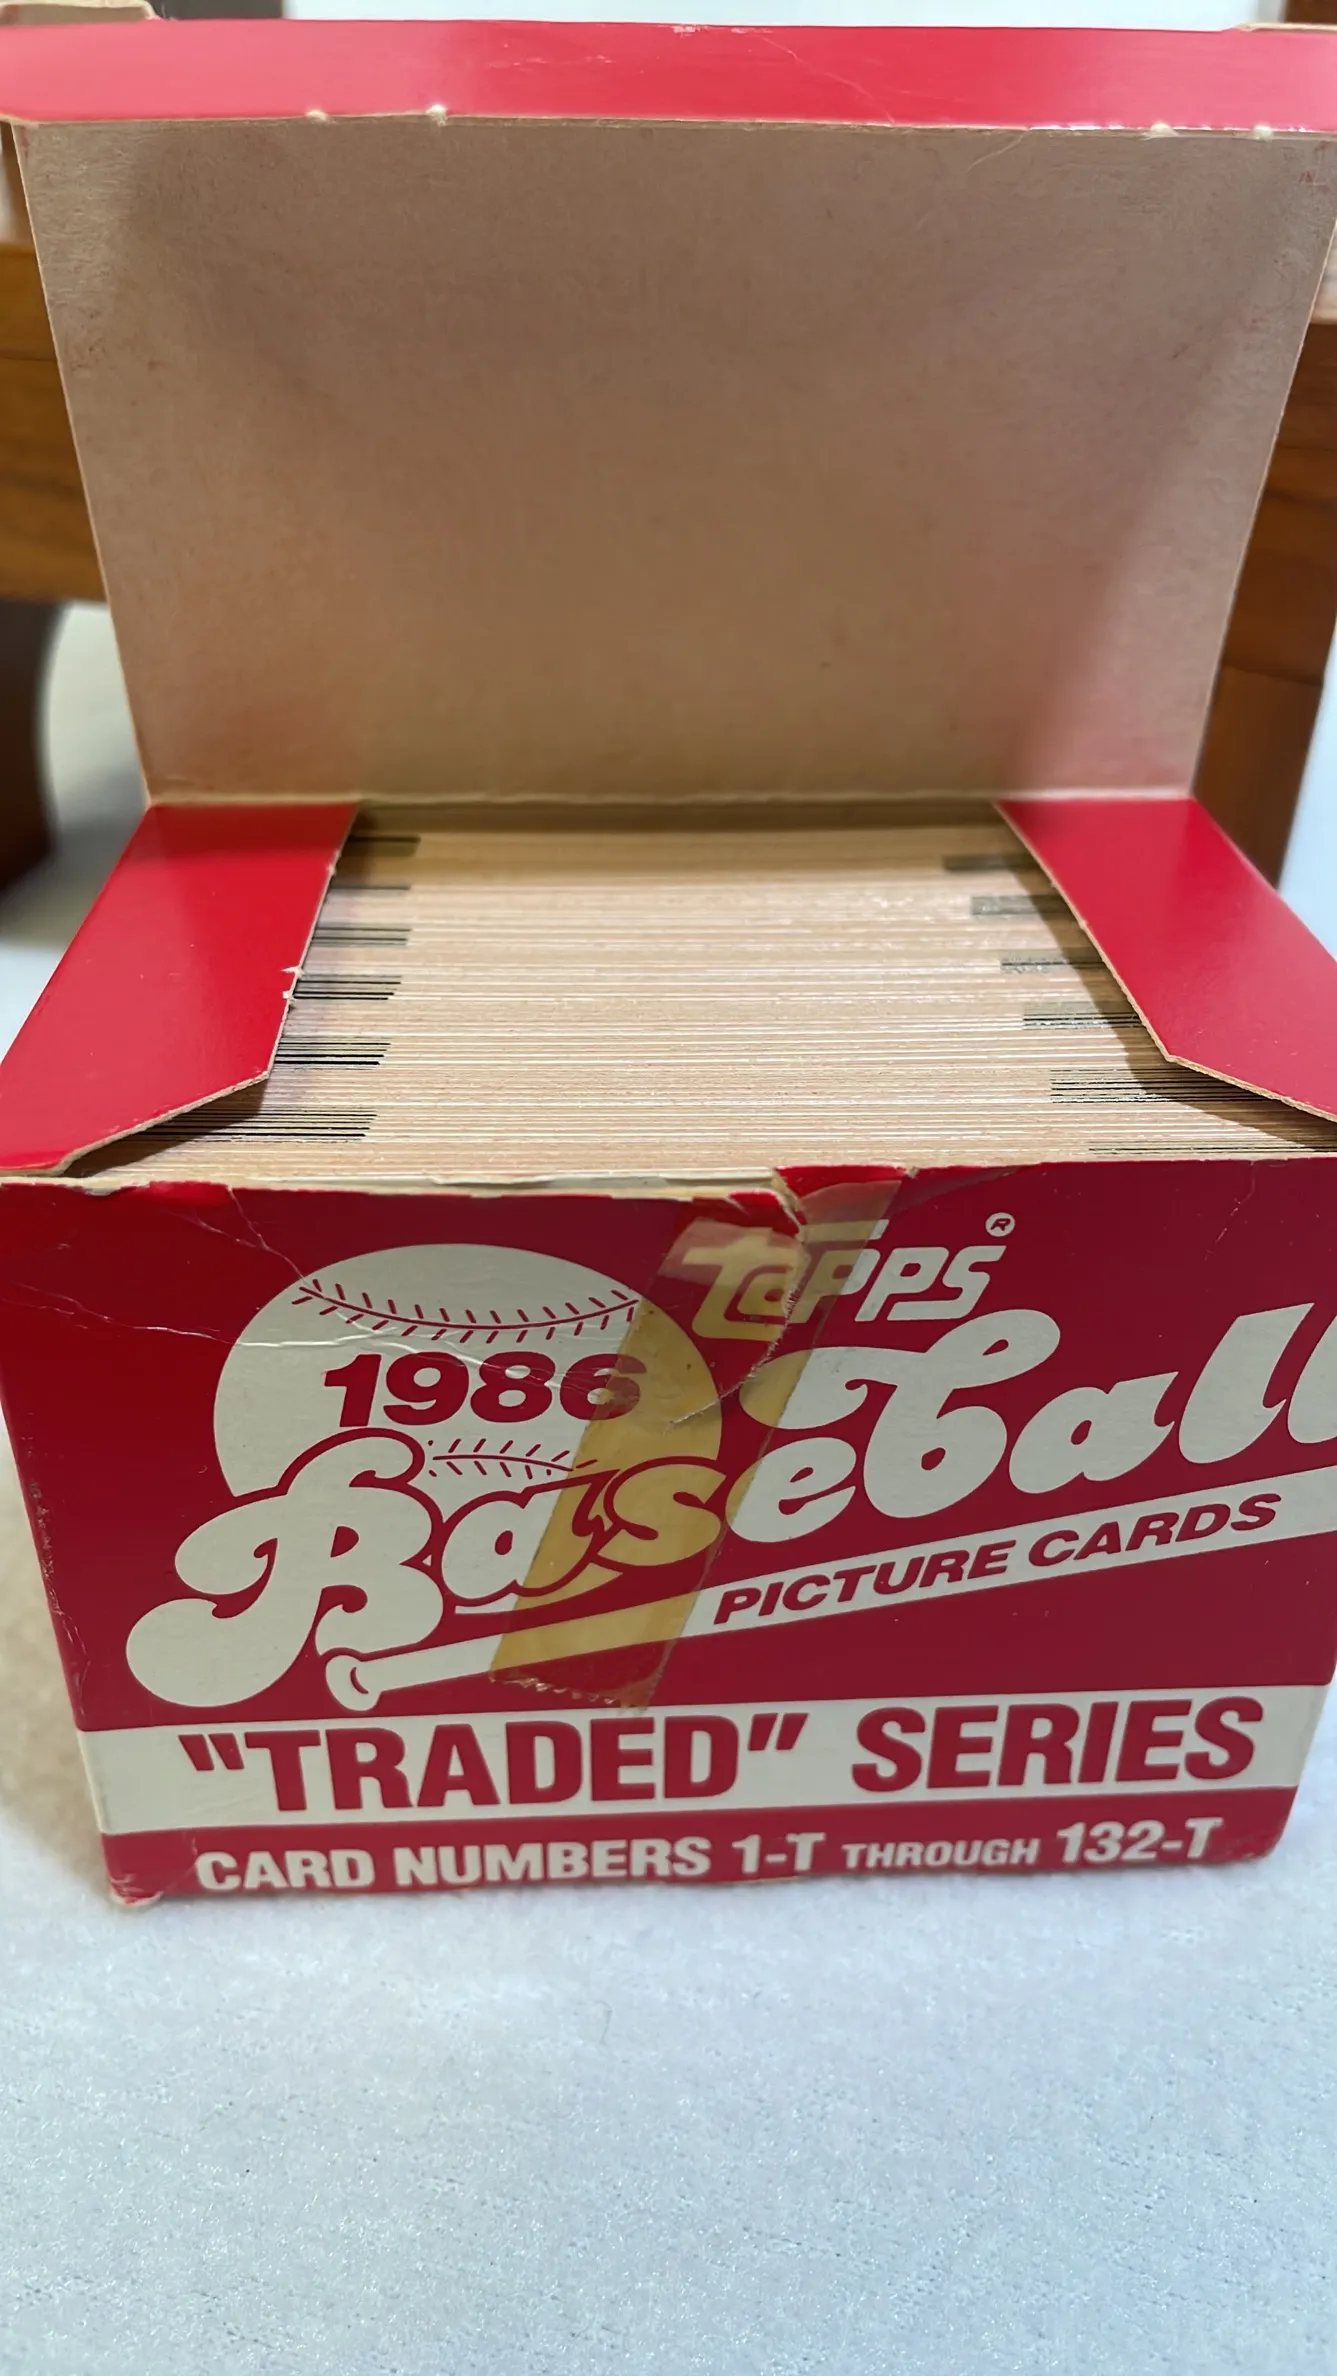 Topps®
1986
Baseball
PICTURE CARDS
"TRADED" SERIES
CARD NUMBERS 1-T THROUGH 132-T